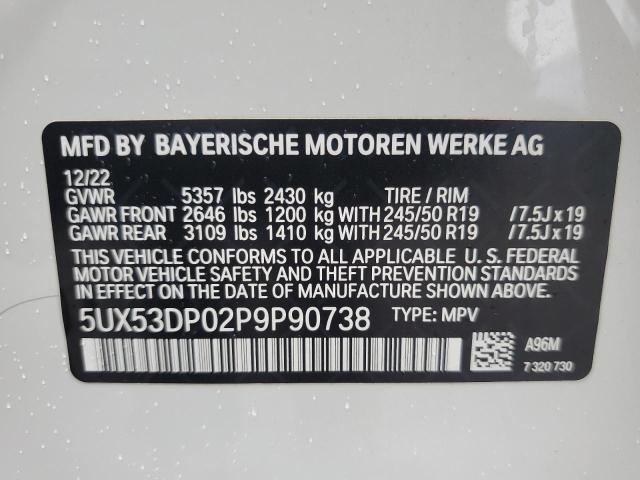 MFD BY BAYERISCHE MOTOREN WERKE AG
12/22
GVWR 5357 lbs 2430 kg TIRE / RIM
GAWR FRONT 2646 lbs 1200 kg WITH 245/50 R19 /7.5J x 19
GAWR REAR 3109 lbs 1410 kg WITH 245/50 R19 /7.5J x 19
THIS VEHICLE CONFORMS TO ALL APPLICABLE U. S. FEDERAL
MOTOR VEHICLE SAFETY AND THEFT PREVENTION STANDARDS
IN EFFECT ON THE DATE OF MANUFACTURE SHOWN ABOVE.
5UX53DP02P9P90738 TYPE: MPV
A96M
7 320 730